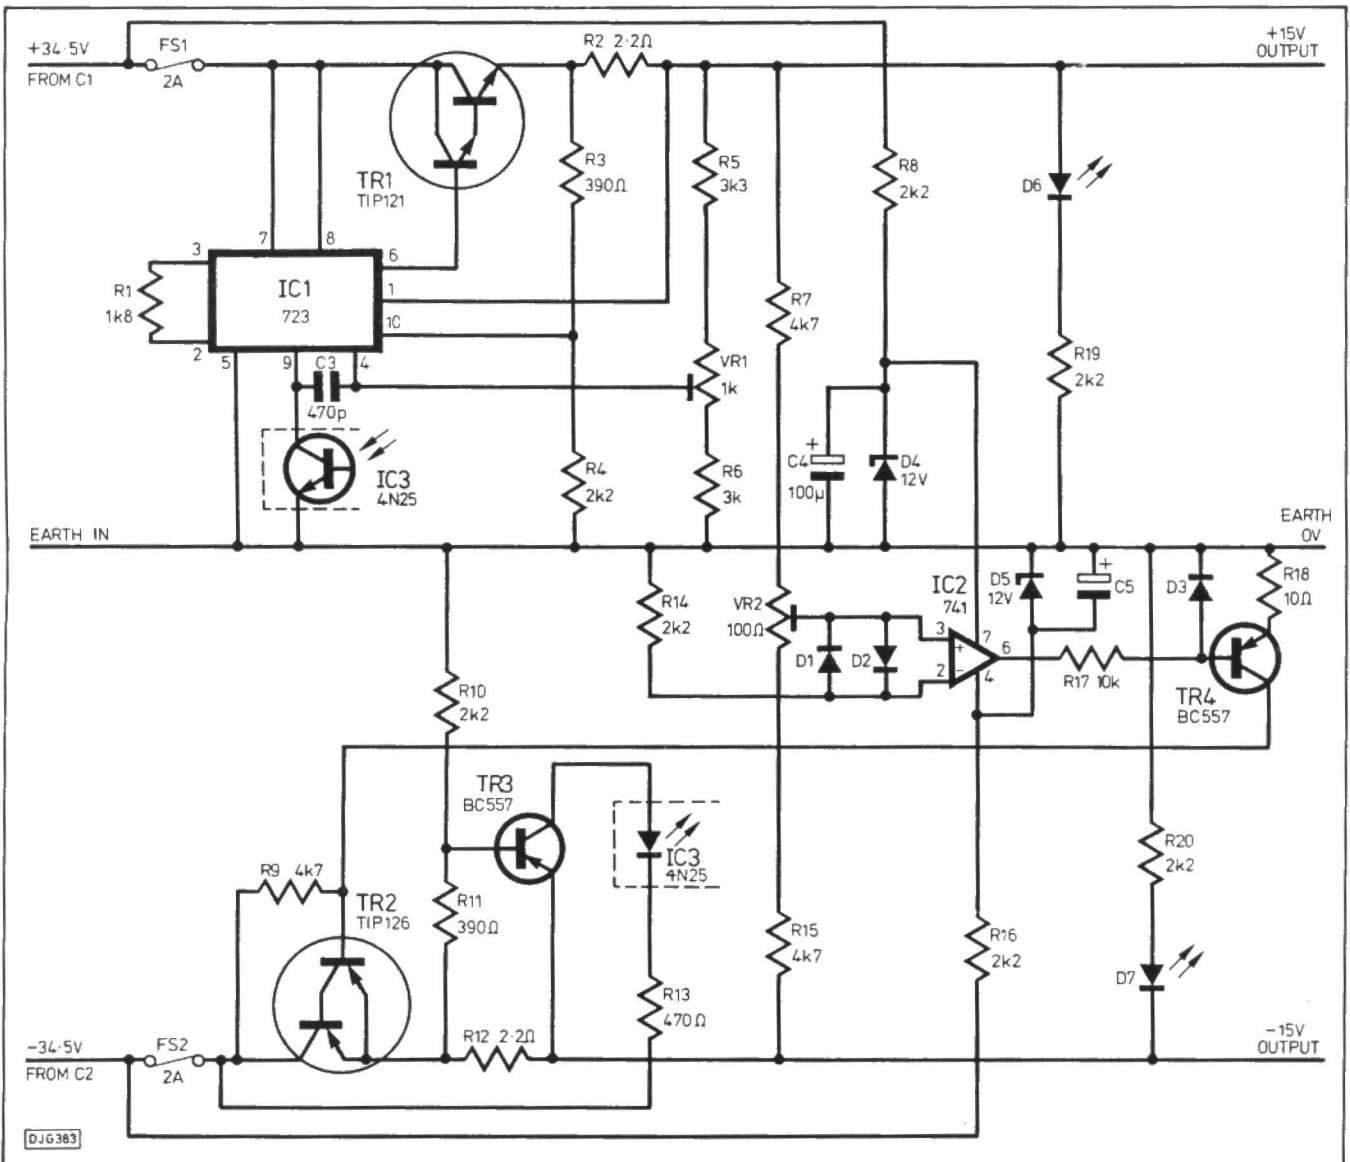 +34·5V
FROM C1
FS1
2A
R2 2·2Ω
+15V
OUTPUT
TR1
TIP121
R3
390Ω
R5
3k3
R8
2k2
D6
3
7
8
6
1
10
R1
1k8
IC1
723
2
5
9
C3
4
470p
R7
4k7
VR1
1k
R19
2k2
IC3
4N25
R4
2k2
R6
3k
+
C4
100µ
D4
12V
EARTH IN
EARTH
0V
R14
2k2
VR2
100Ω
D1
D2
IC2
741
3
2
+
−
7
6
4
D5
12V
+
C5
D3
R18
10Ω
R17 10k
TR4
BC557
R10
2k2
TR3
BC557
IC3
4N25
R9 4k7
TR2
TIP126
R11
390Ω
R15
4k7
R16
2k2
R20
2k2
D7
R13
470Ω
R12 2·2Ω
−34·5V
FROM C2
FS2
2A
−15V
OUTPUT
DJG383